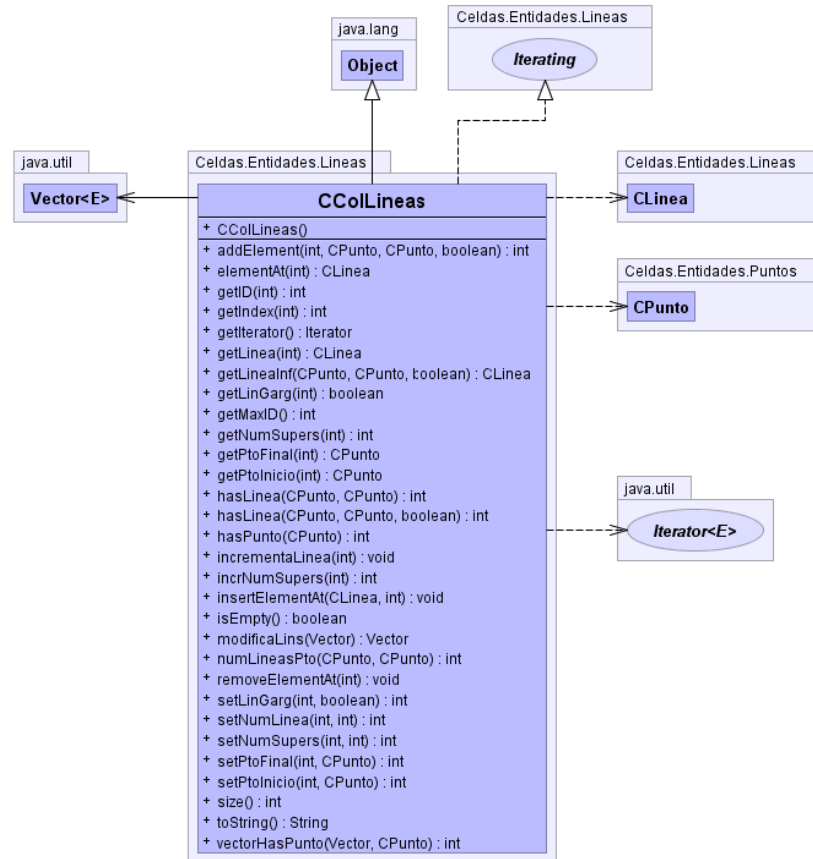 java.lang
Object
Celdas.Entidades.Lineas
Iterating
java.util
Vector<E>
Celdas.Entidades.Lineas
CColLineas
+ CColLineas()
+ addElement(int, CPunto, CPunto, boolean) : int
+ elementAt(int) : CLinea
+ getID(int) : int
+ getIndex(int) : int
+ getIterator() : Iterator
+ getLinea(int) : CLinea
+ getLineaInf(CPunto, CPunto, boolean) : CLinea
+ getLinGarg(int) : boolean
+ getMaxID() : int
+ getNumSupers(int) : int
+ getPtoFinal(int) : CPunto
+ getPtoInicio(int) : CPunto
+ hasLinea(CPunto, CPunto) : int
+ hasLinea(CPunto, CPunto, boolean) : int
+ hasPunto(CPunto) : int
+ incrementaLinea(int) : void
+ incrNumSupers(int) : int
+ insertElementAt(CLinea, int) : void
+ isEmpty() : boolean
+ modificaLins(Vector) : Vector
+ numLineasPto(CPunto, CPunto) : int
+ removeElementAt(int) : void
+ setLinGarg(int, boolean) : int
+ setNumLinea(int, int) : int
+ setNumSupers(int, int) : int
+ setPtoFinal(int, CPunto) : int
+ setPtoInicio(int, CPunto) : int
+ size() : int
+ toString() : String
+ vectorHasPunto(Vector, CPunto) : int
Celdas.Entidades.Lineas
CLinea
Celdas.Entidades.Puntos
CPunto
java.util
Iterator<E>